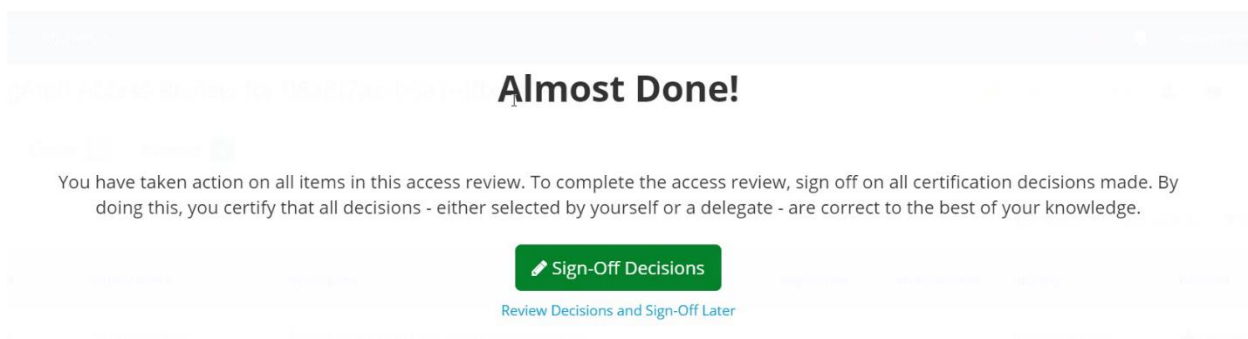 Almost Done!
You have taken action on all items in this access review. To complete the access review, sign off on all certification decisions made. By
doing this, you certify that all decisions - either selected by yourself or a delegate - are correct to the best of your knowledge.
Sign-Off Decisions
Review Decisions and Sign-Off Later